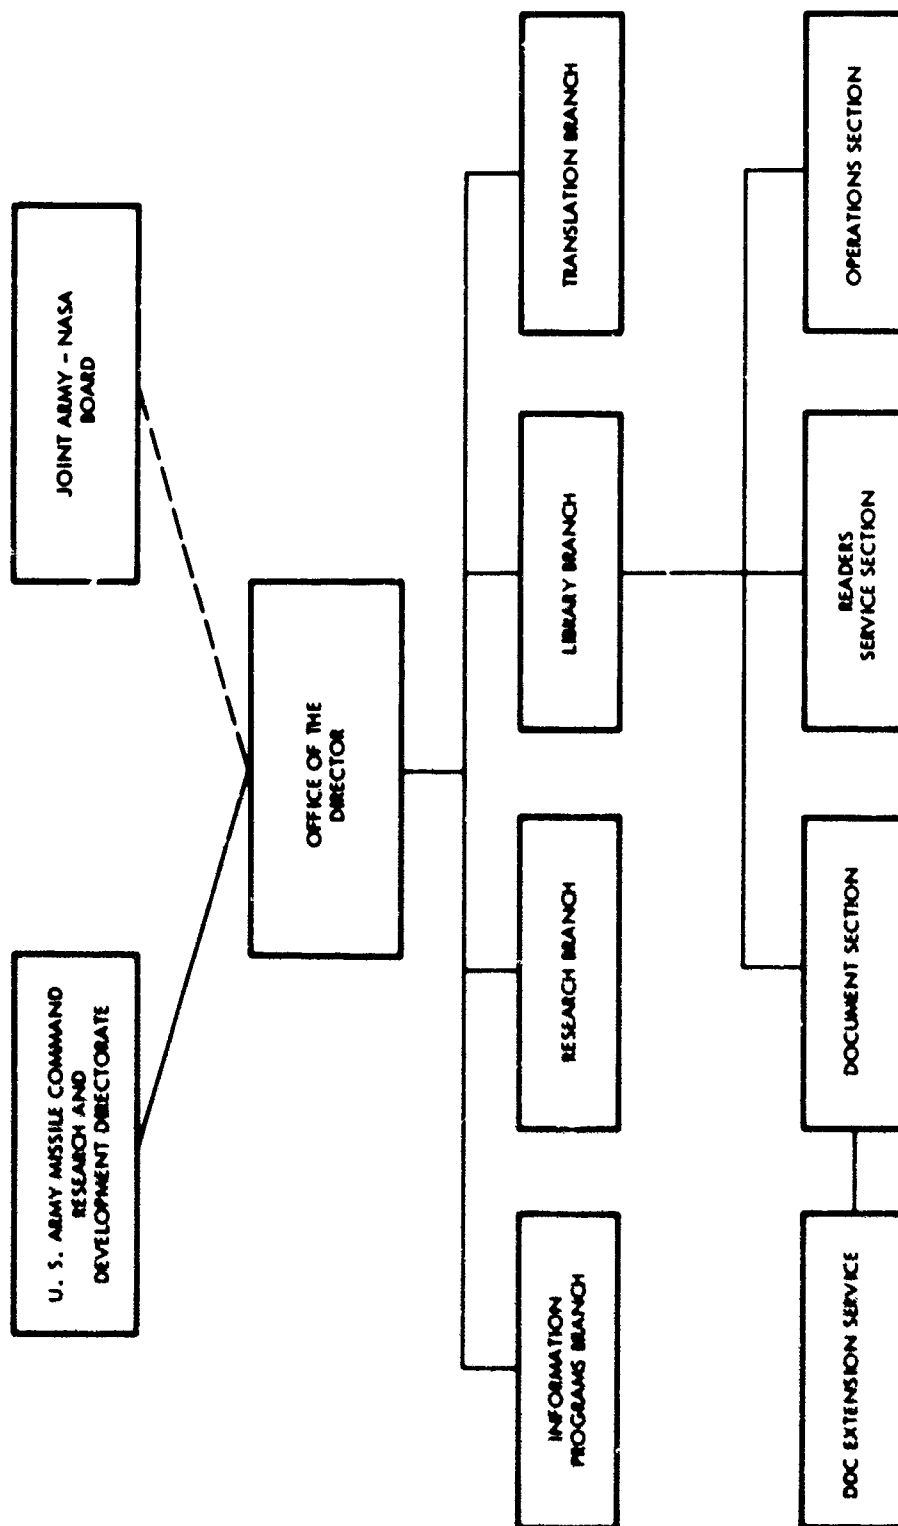 U. S. ARMY MISSILE COMMAND
RESEARCH AND
DEVELOPMENT DIRECTORATE
JOINT ARMY - NASA
BOARD
OFFICE OF THE
DIRECTOR
INFORMATION
PROGRAMS BRANCH
RESEARCH BRANCH
LIBRARY BRANCH
TRANSLATION BRANCH
DDC EXTENSION SERVICE
DOCUMENT SECTION
READERS
SERVICE SECTION
OPERATIONS SECTION